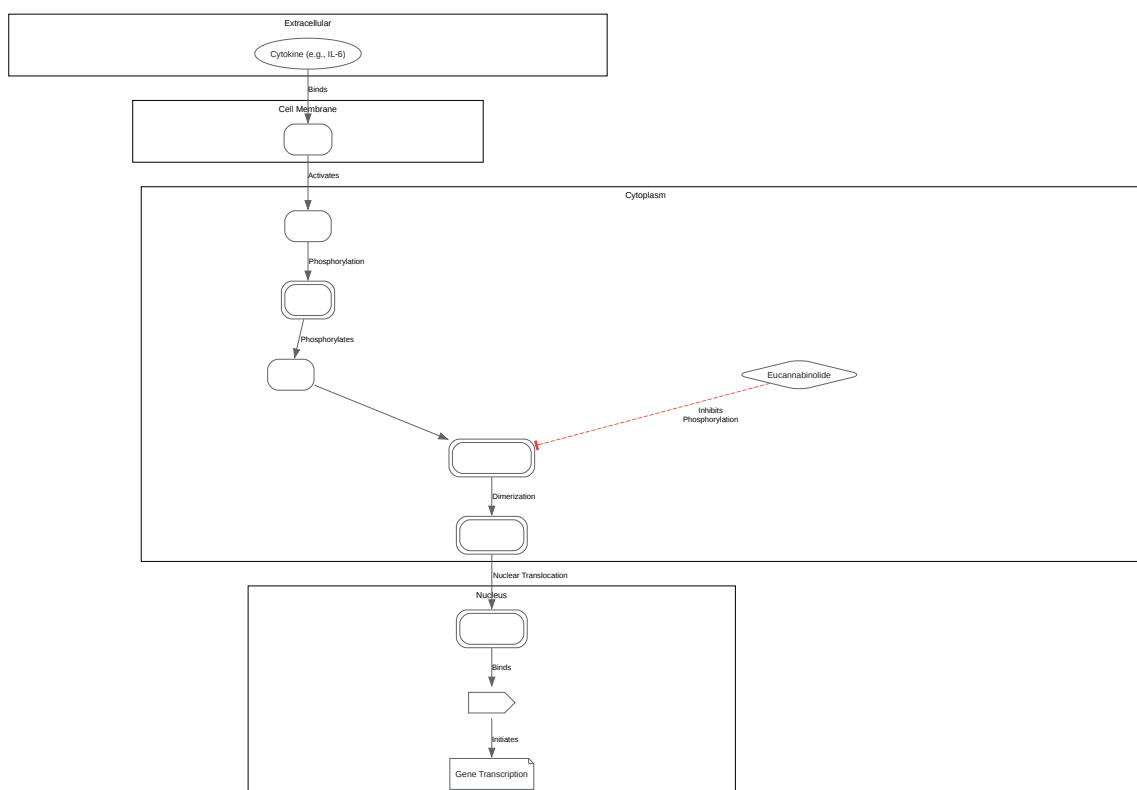 Extracellular
Cytokine (e.g., IL-6)
Binds
Cell Membrane
Activates
Cytoplasm
Phosphorylation
Phosphorylates
Eucannabinolide
Inhibits
Phosphorylation
Dimerization
Nuclear Translocation
Nucleus
Binds
Initiates
Gene Transcription